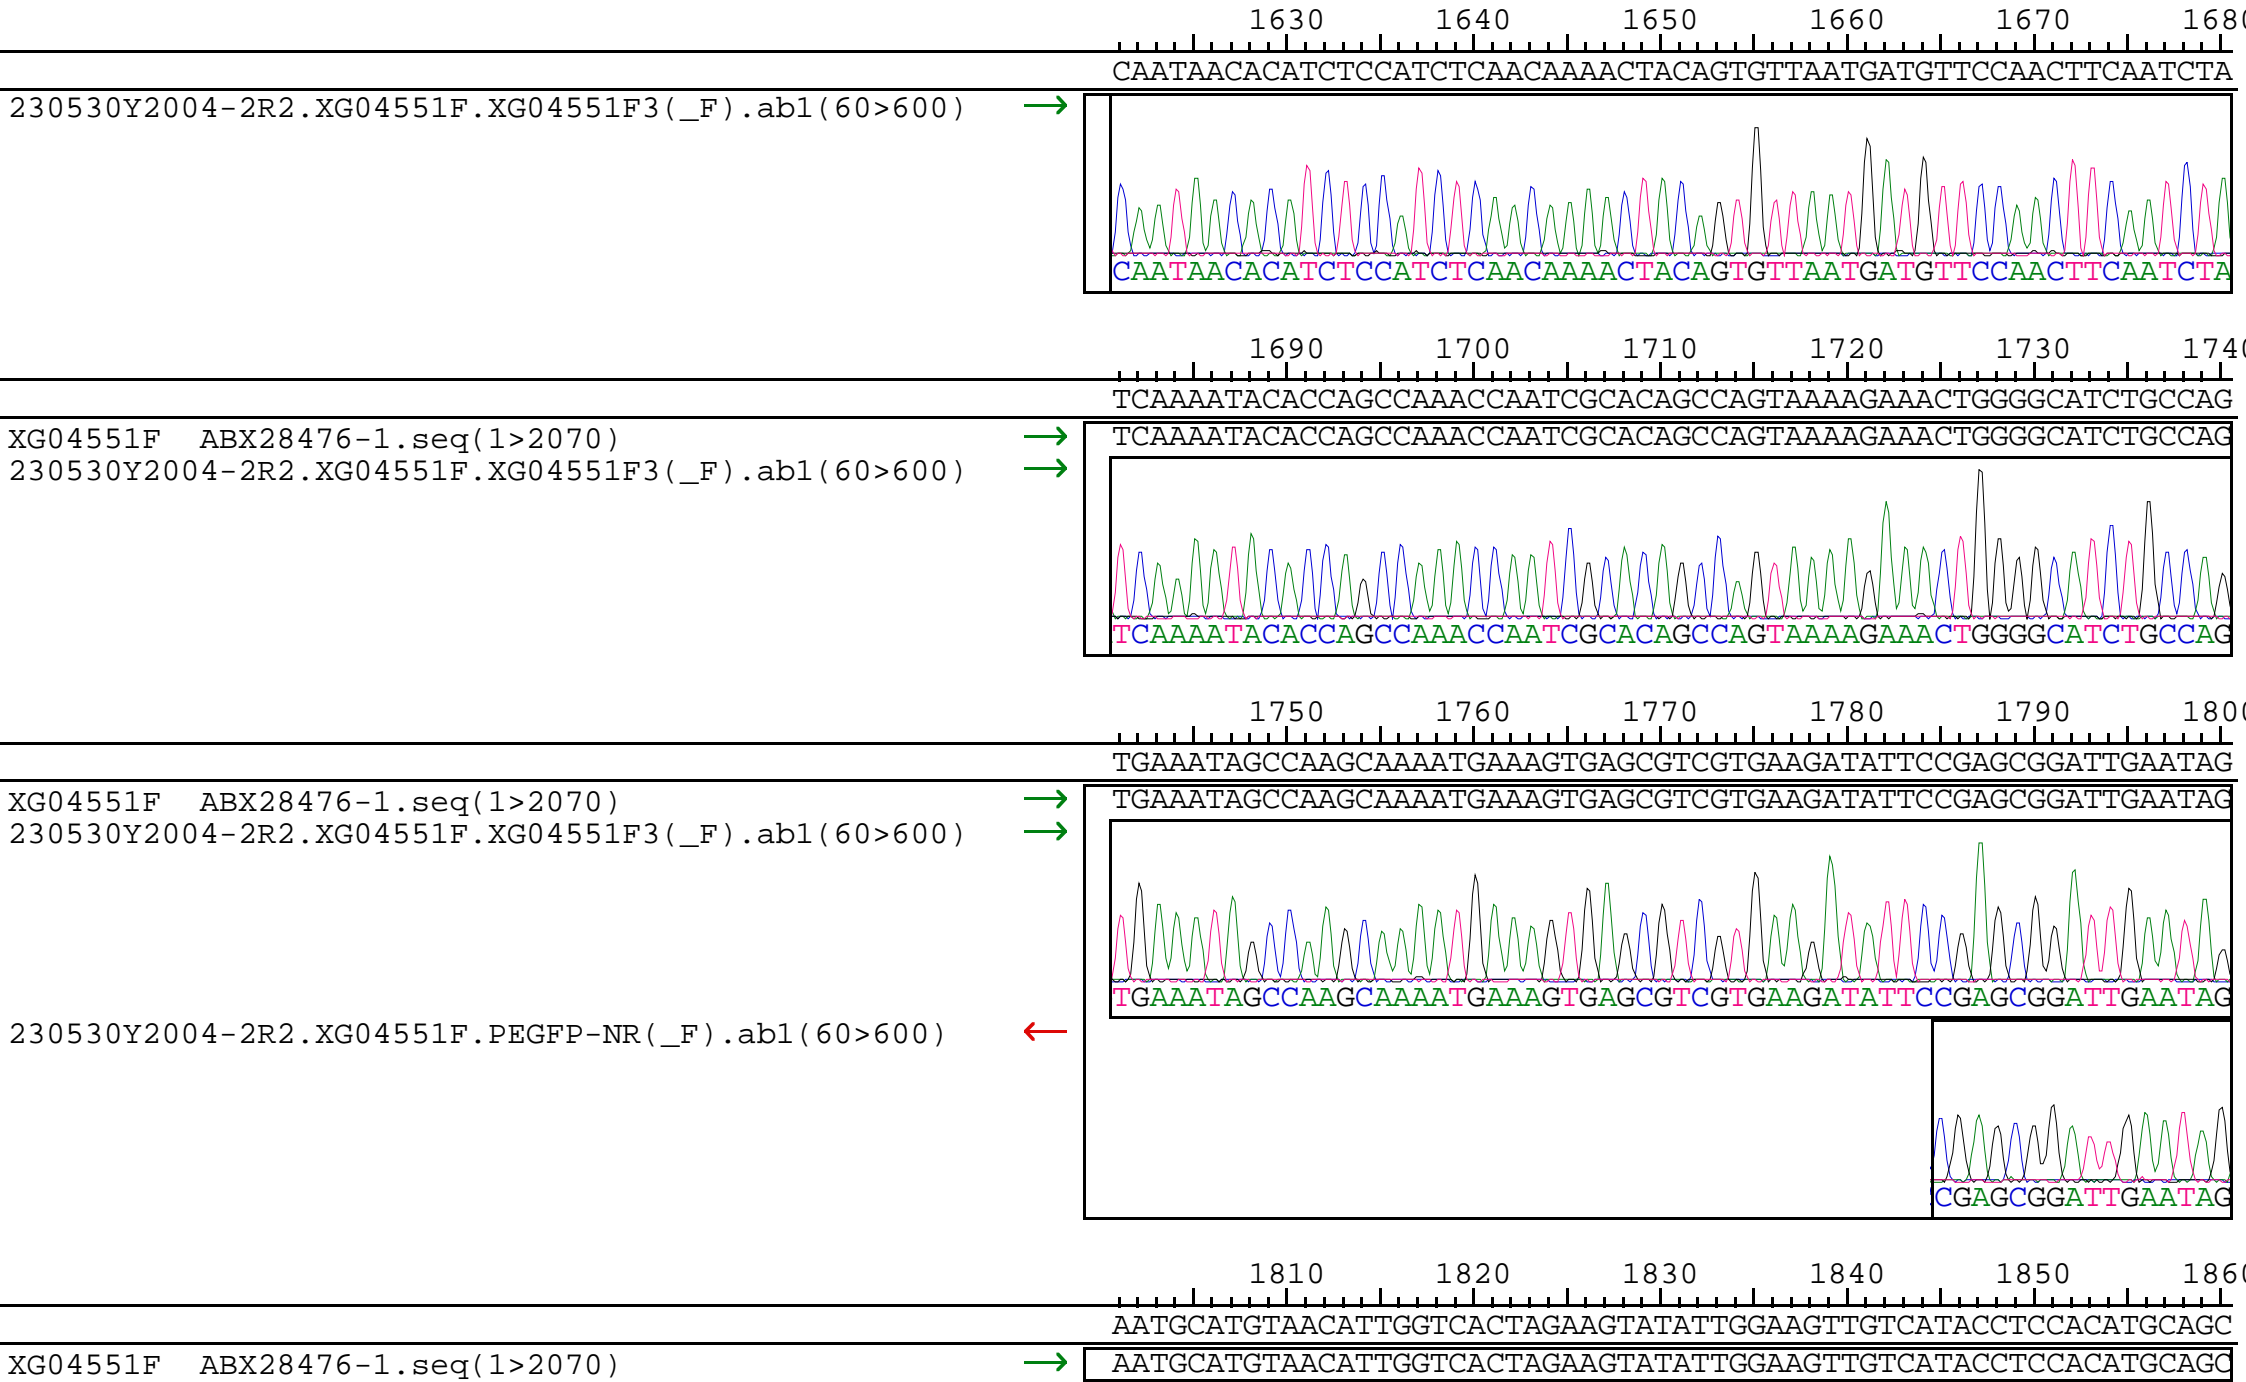 1630 1640 1650 1660 1670 1680
CAATAACACATCTCCATCTCAACAAAACTACAGTGTTAATGATGTTCCAACTTCAATCTA
230530Y2004-2R2.XG04551F.XG04551F3(_F).ab1(60>600) →
CAATAACACATCTCCATCTCAACAAAACTACAGTGTTAATGATGTTCCAACTTCAATCTA
1690 1700 1710 1720 1730 1740
TCAAAATACACCAGCCAAACCAATCGCACAGCCAGTAAAAGAAACTGGGGCATCTGCCAG
XG04551F ABX28476-1.seq(1>2070) → TCAAAATACACCAGCCAAACCAATCGCACAGCCAGTAAAAGAAACTGGGGCATCTGCCAG
230530Y2004-2R2.XG04551F.XG04551F3(_F).ab1(60>600) →
TCAAAATACACCAGCCAAACCAATCGCACAGCCAGTAAAAGAAACTGGGGCATCTGCCAG
1750 1760 1770 1780 1790 1800
TGAAATAGCCAAGCAAAATGAAAGTGAGCGTCGTGAAGATATTCCGAGCGGATTGAATAG
XG04551F ABX28476-1.seq(1>2070) → TGAAATAGCCAAGCAAAATGAAAGTGAGCGTCGTGAAGATATTCCGAGCGGATTGAATAG
230530Y2004-2R2.XG04551F.XG04551F3(_F).ab1(60>600) →
TGAAATAGCCAAGCAAAATGAAAGTGAGCGTCGTGAAGATATTCCGAGCGGATTGAATAG
230530Y2004-2R2.XG04551F.PEGFP-NR(_F).ab1(60>600) ←
CGAGCGGATTGAATAG
1810 1820 1830 1840 1850 1860
AATGCATGTAACATTGGTCACTAGAAGTATATTGGAAGTTGTCATACCTCCACATGCAGC
XG04551F ABX28476-1.seq(1>2070) → AATGCATGTAACATTGGTCACTAGAAGTATATTGGAAGTTGTCATACCTCCACATGCAGC